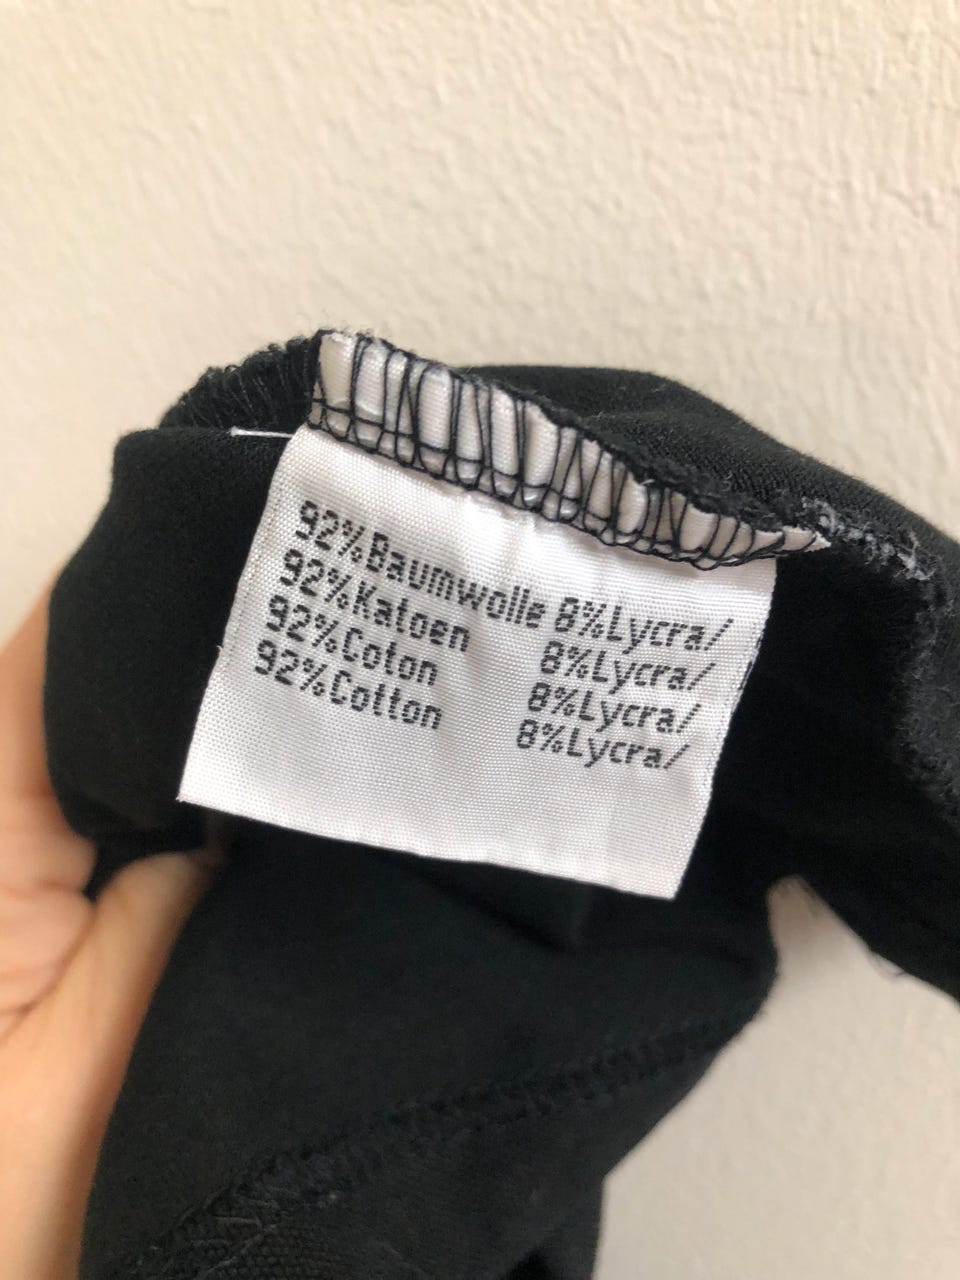 92%Baumwolle 8%Lycra/
92%Katoen 8%Lycra/
92%Coton 8%Lycra/
92%Cotton 8%Lycra/